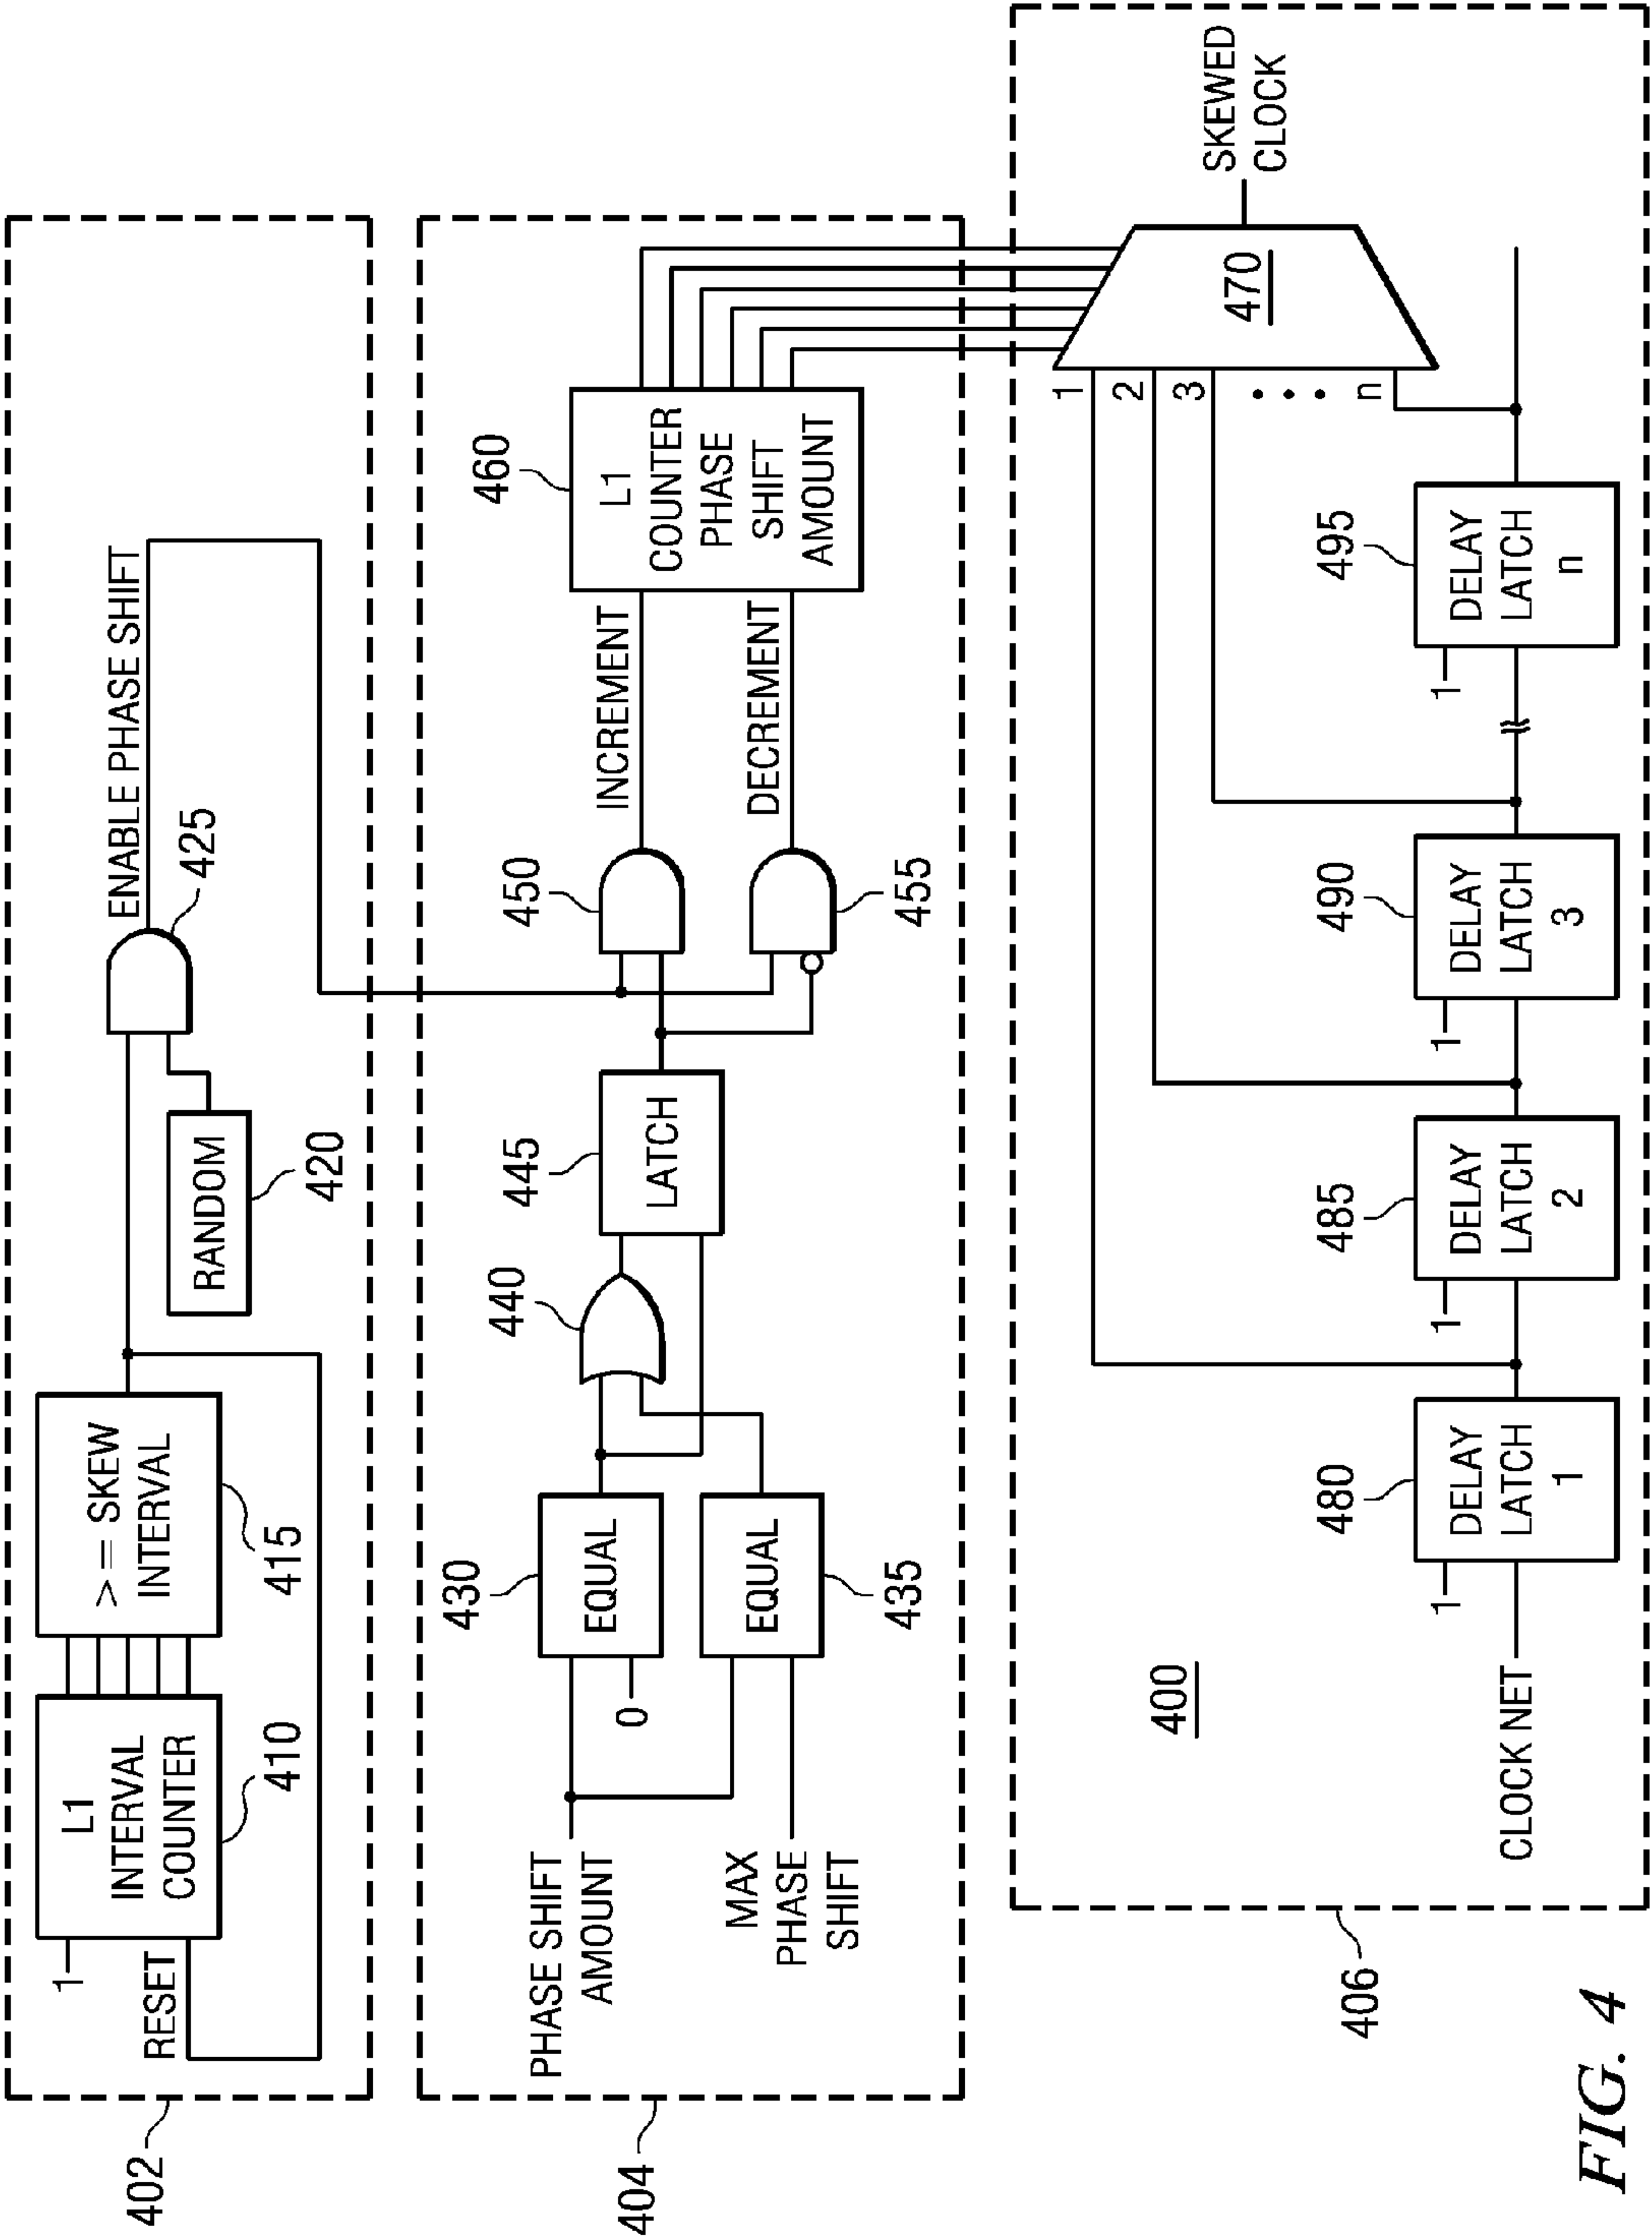 402
1
L1
INTERVAL
COUNTER
RESET
410
>= SKEW
INTERVAL
415
RANDOM
420
425
ENABLE PHASE SHIFT
404
PHASE SHIFT
AMOUNT
MAX
PHASE
SHIFT
430
EQUAL
0
EQUAL
435
440
445
LATCH
450
455
INCREMENT
DECREMENT
460
L1
COUNTER
PHASE
SHIFT
AMOUNT
406
400
CLOCK NET
1
480
DELAY
LATCH
1
1
485
DELAY
LATCH
2
1
490
DELAY
LATCH
3
1
495
DELAY
LATCH
n
1
2
3
n
470
SKEWED
CLOCK
FIG. 4